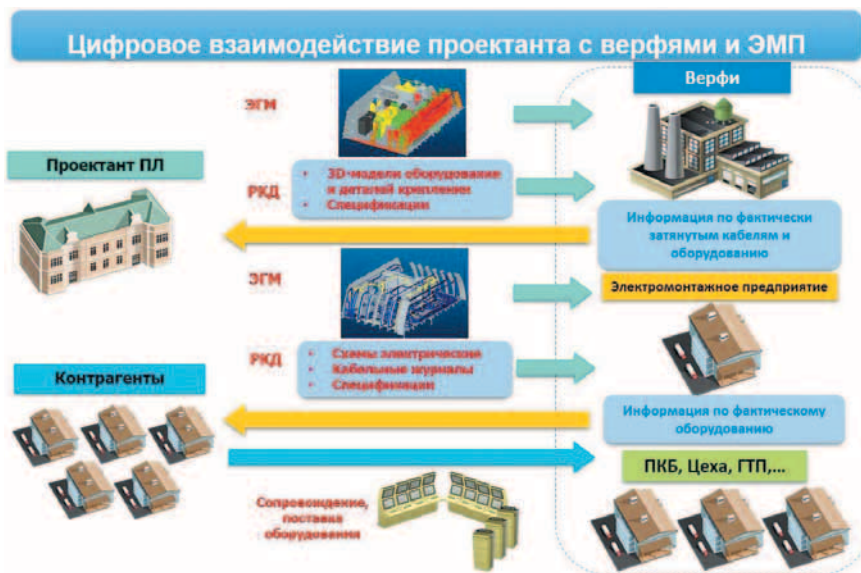 Цифровое взаимодействие проектанта с верфями и ЭМП
Верфи
ЭГМ
Проектант ПЛ
РКД
• 3D-модели оборудование
и деталей крепления
• Спецификации
Информация по фактически
затянутым кабелям и
оборудованию
ЭГМ
Электромонтажное предприятие
РКД
• Схемы электрические
• Кабельные журналы
• Спецификации
Контрагенты
Информация по фактическому
оборудованию
ПКБ, Цеха, ГТП,...
Сопровождение,
поставка
оборудования